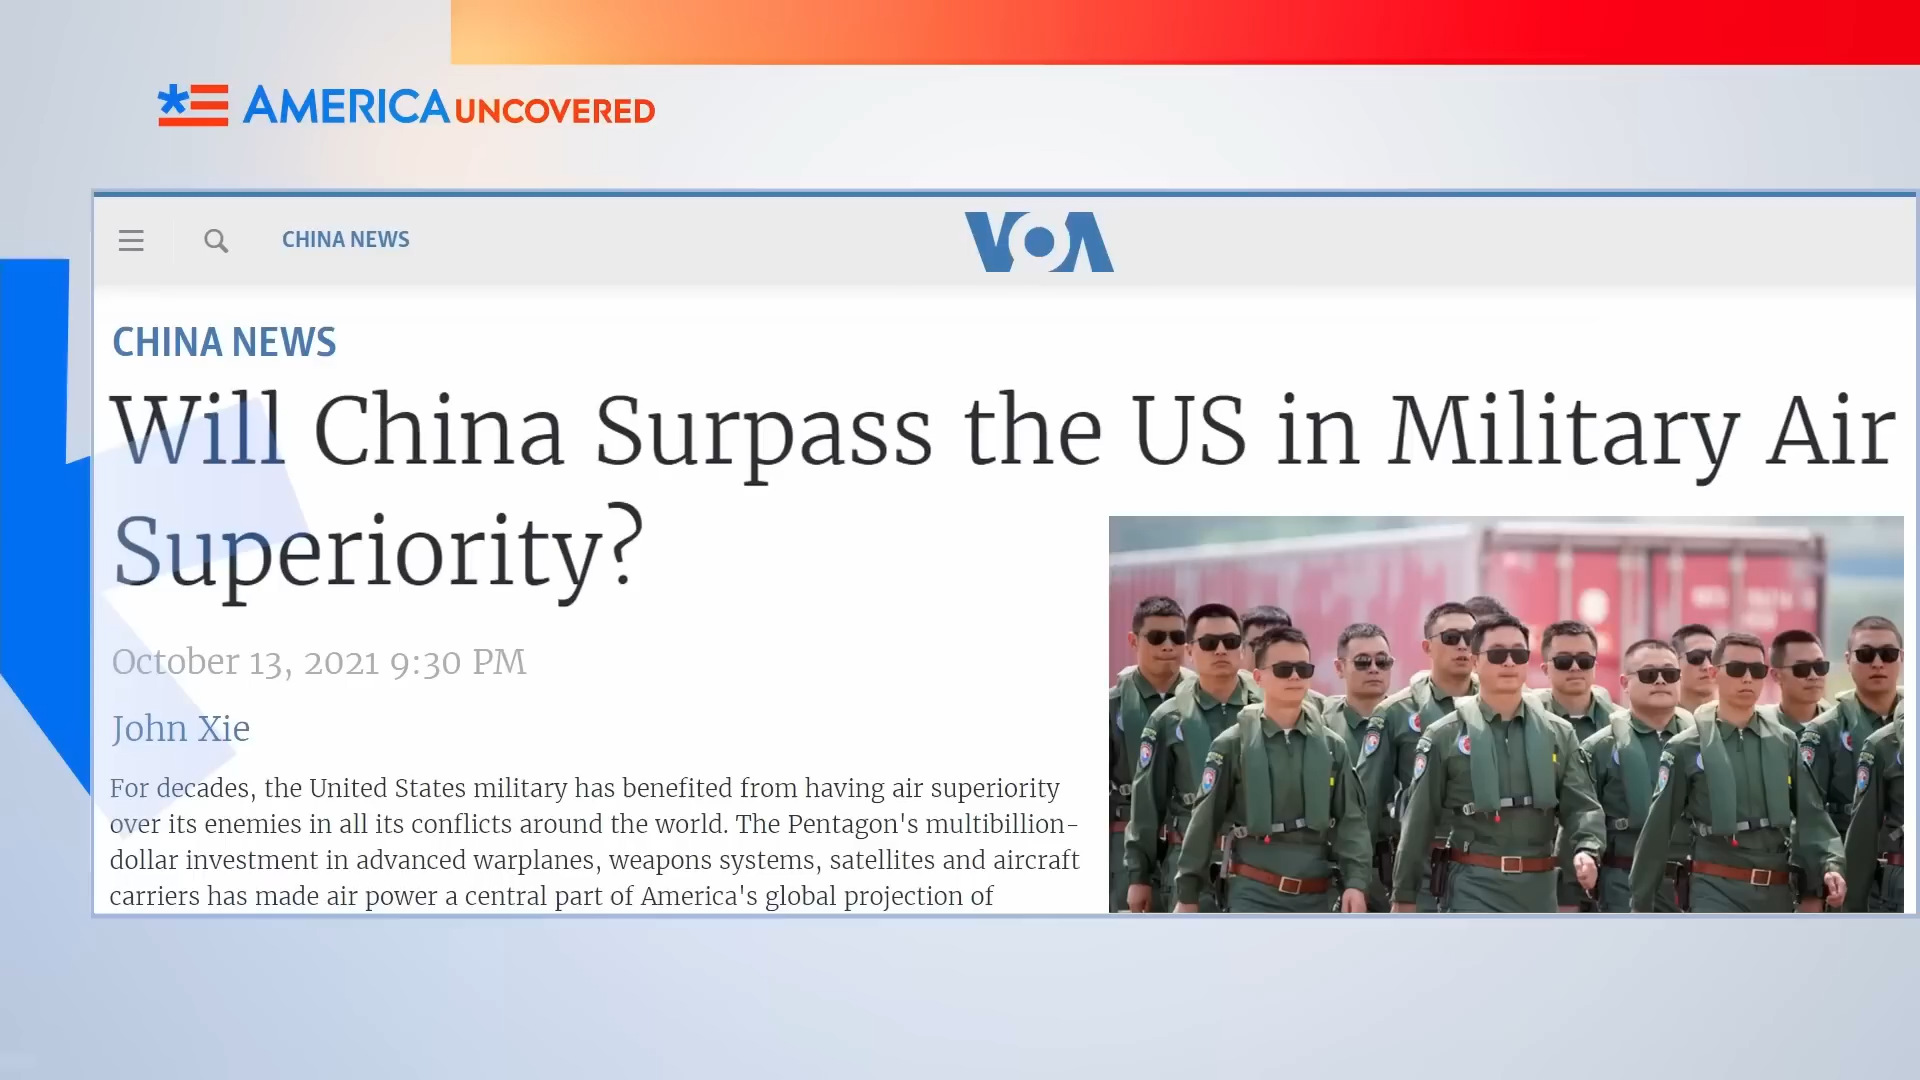 AMERICA UNCOVERED
CHINA NEWS
VOA
CHINA NEWS
Will China Surpass the US in Military Air
Superiority?
October 13, 2021 9:30 PM
John Xie
For decades, the United States military has benefited from having air superiority
over its enemies in all its conflicts around the world. The Pentagon's multibillion-
dollar investment in advanced warplanes, weapons systems, satellites and aircraft
carriers has made air power a central part of America's global projection of